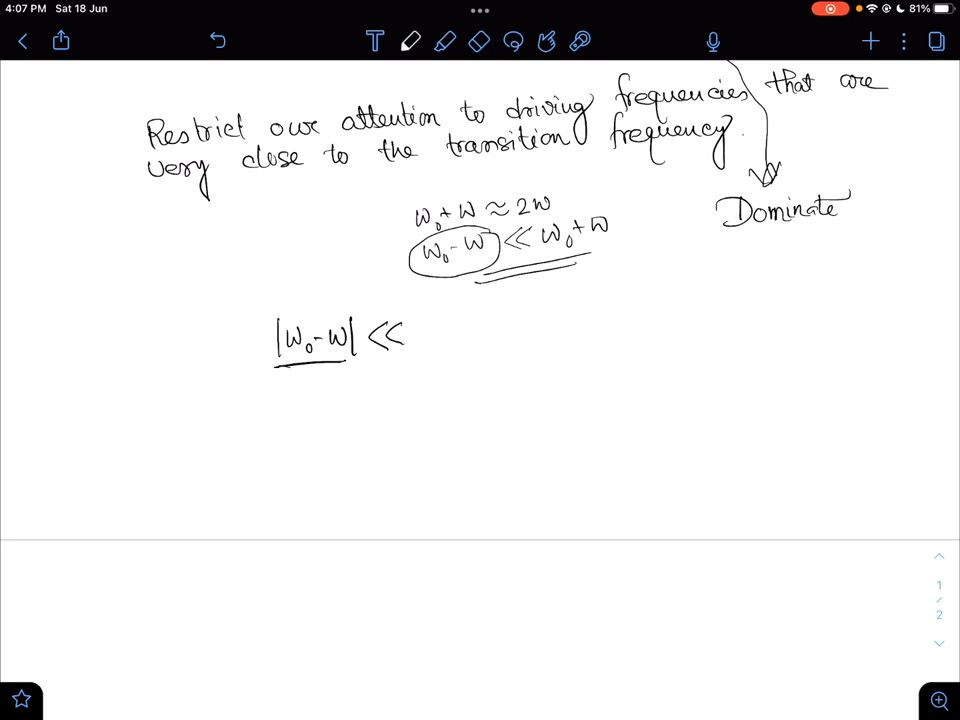 4:07 PM Sat 18 Jun
81%
T
Restrict our attention to driving frequencies that are
very close to the transition frequency.
Dominate
ω₀+ω ≈ 2ω
ω₀-ω << ω₀+ω
|ω₀-ω| <<
1
/
2